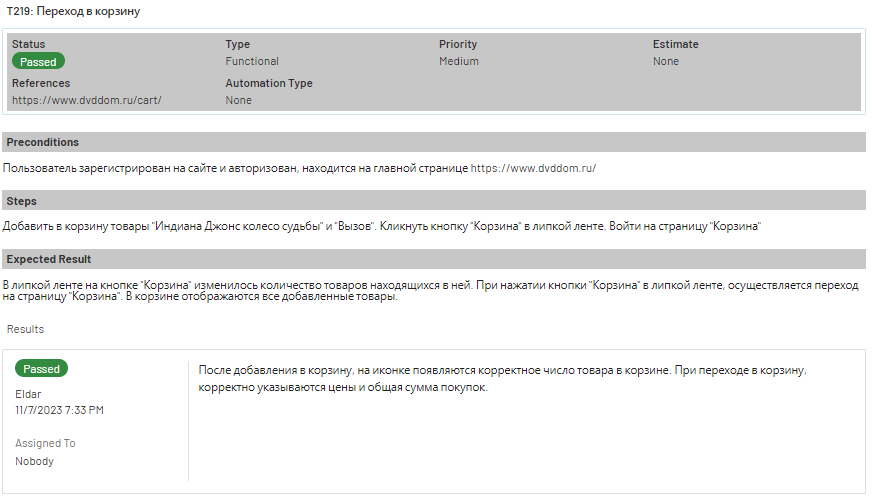 T219: Переход в корзину
Status Type Priority Estimate
Passed Functional Medium None
References Automation Type
https://www.dvddom.ru/cart/ None
Preconditions
Пользователь зарегистрирован на сайте и авторизован, находится на главной странице https://www.dvddom.ru/
Steps
Добавить в корзину товары "Индиана Джонс колесо судьбы" и "Вызов". Кликнуть кнопку "Корзина" в липкой ленте. Войти на страницу "Корзина"
Expected Result
В липкой ленте на кнопке "Корзина" изменилось количество товаров находящихся в ней. При нажатии кнопки "Корзина" в липкой ленте, осуществляется переход
на страницу "Корзина". В корзине отображаются все добавленные товары.
Results
Passed
Eldar
11/7/2023 7:33 PM
Assigned To
Nobody
После добавления в корзину, на иконке появляются корректное число товара в корзине. При переходе в корзину,
корректно указываются цены и общая сумма покупок.